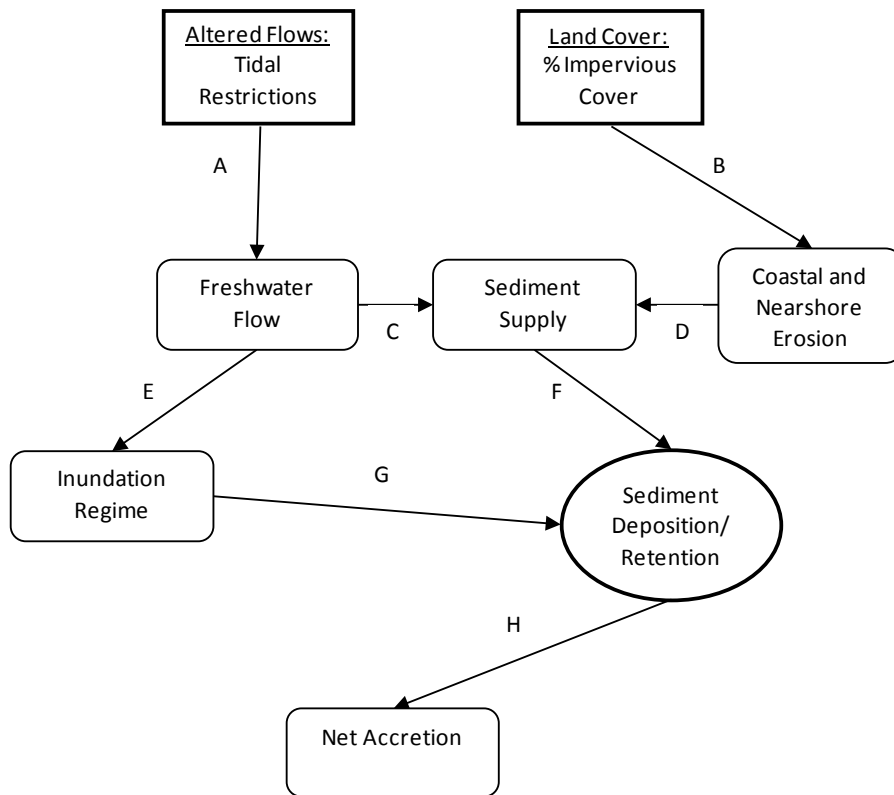 Altered Flows:
Tidal
Restrictions
Land Cover:
% Impervious
Cover
A
B
Freshwater
Flow
Sediment
Supply
Coastal and
Nearshore
Erosion
C
D
E
F
Inundation
Regime
G
Sediment
Deposition/
Retention
H
Net Accretion